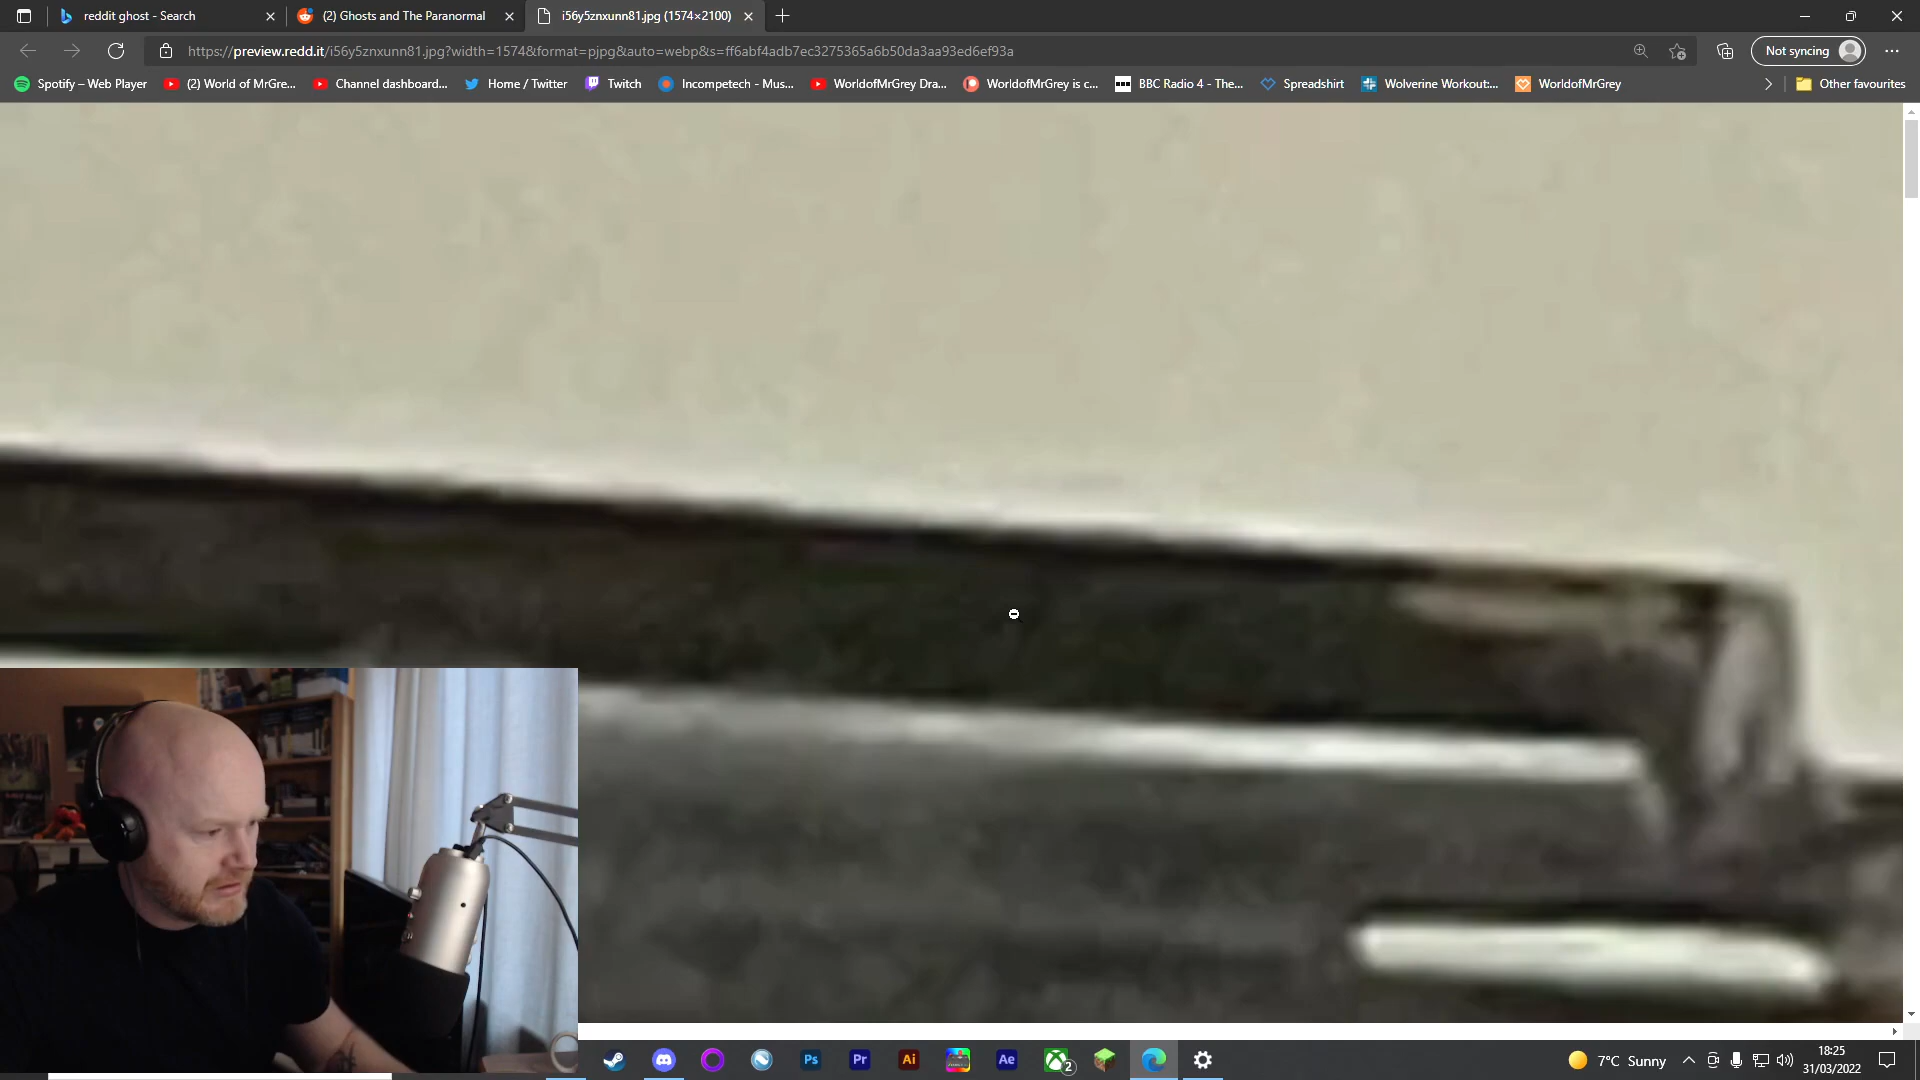 reddit ghost - Search
(2) Ghosts and The Paranormal
i56y5znxunn81.jpg (1574×2100)
https://preview.redd.it/i56y5znxunn81.jpg?width=1574&format=pjpg&auto=webp&s=ff6abf4adb7ec3275365a6b50da3aa93ed6ef93a
Not syncing
Spotify – Web Player
(2) World of MrGre...
Channel dashboard...
Home / Twitter
Twitch
Incompetech - Mus...
WorldofMrGrey Dra...
WorldofMrGrey is c...
BBC Radio 4 - The...
Spreadshirt
Wolverine Workout:...
WorldofMrGrey
Other favourites
Ps
Pr
Ai
Ae
2
7°C Sunny
18:25
31/03/2022